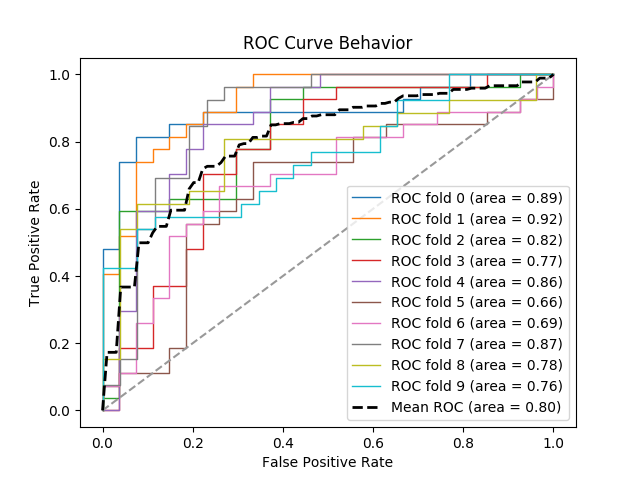 ROC Curve Behavior
True Positive Rate
1.0
0.8
0.6
0.4
0.2
0.0
ROC fold 0 (area = 0.89)
ROC fold 1 (area = 0.92)
ROC fold 2 (area = 0.82)
ROC fold 3 (area = 0.77)
ROC fold 4 (area = 0.86)
ROC fold 5 (area = 0.66)
ROC fold 6 (area = 0.69)
ROC fold 7 (area = 0.87)
ROC fold 8 (area = 0.78)
ROC fold 9 (area = 0.76)
Mean ROC (area = 0.80)
0.0 0.2 0.4 0.6 0.8 1.0
False Positive Rate